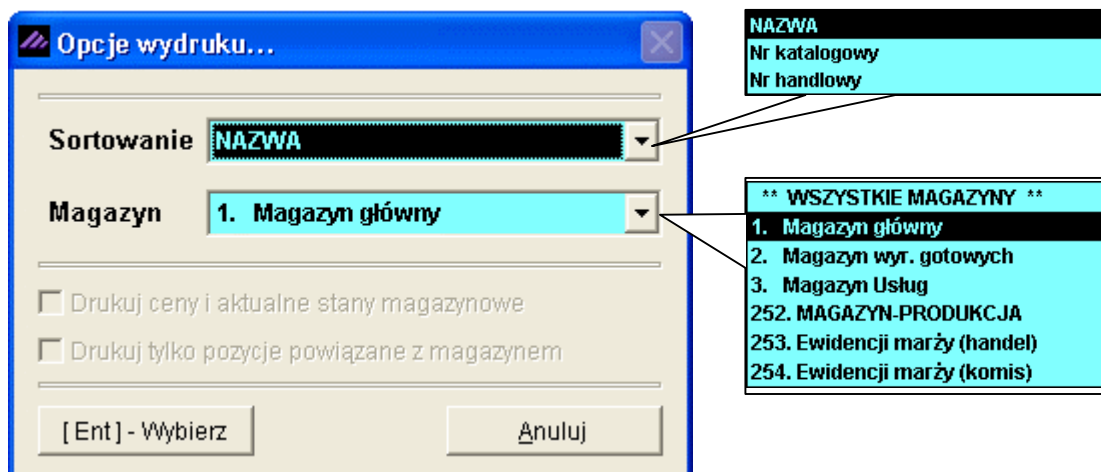 Opcje wydruku...
Sortowanie NAZWA
Magazyn 1. Magazyn główny
Drukuj ceny i aktualne stany magazynowe
Drukuj tylko pozycje powiązane z magazynem
[ Ent ] - Wybierz Anuluj
NAZWA
Nr katalogowy
Nr handlowy
** WSZYSTKIE MAGAZYNY **
1. Magazyn główny
2. Magazyn wyr. gotowych
3. Magazyn Usług
252. MAGAZYN-PRODUKCJA
253. Ewidencji marży (handel)
254. Ewidencji marży (komis)